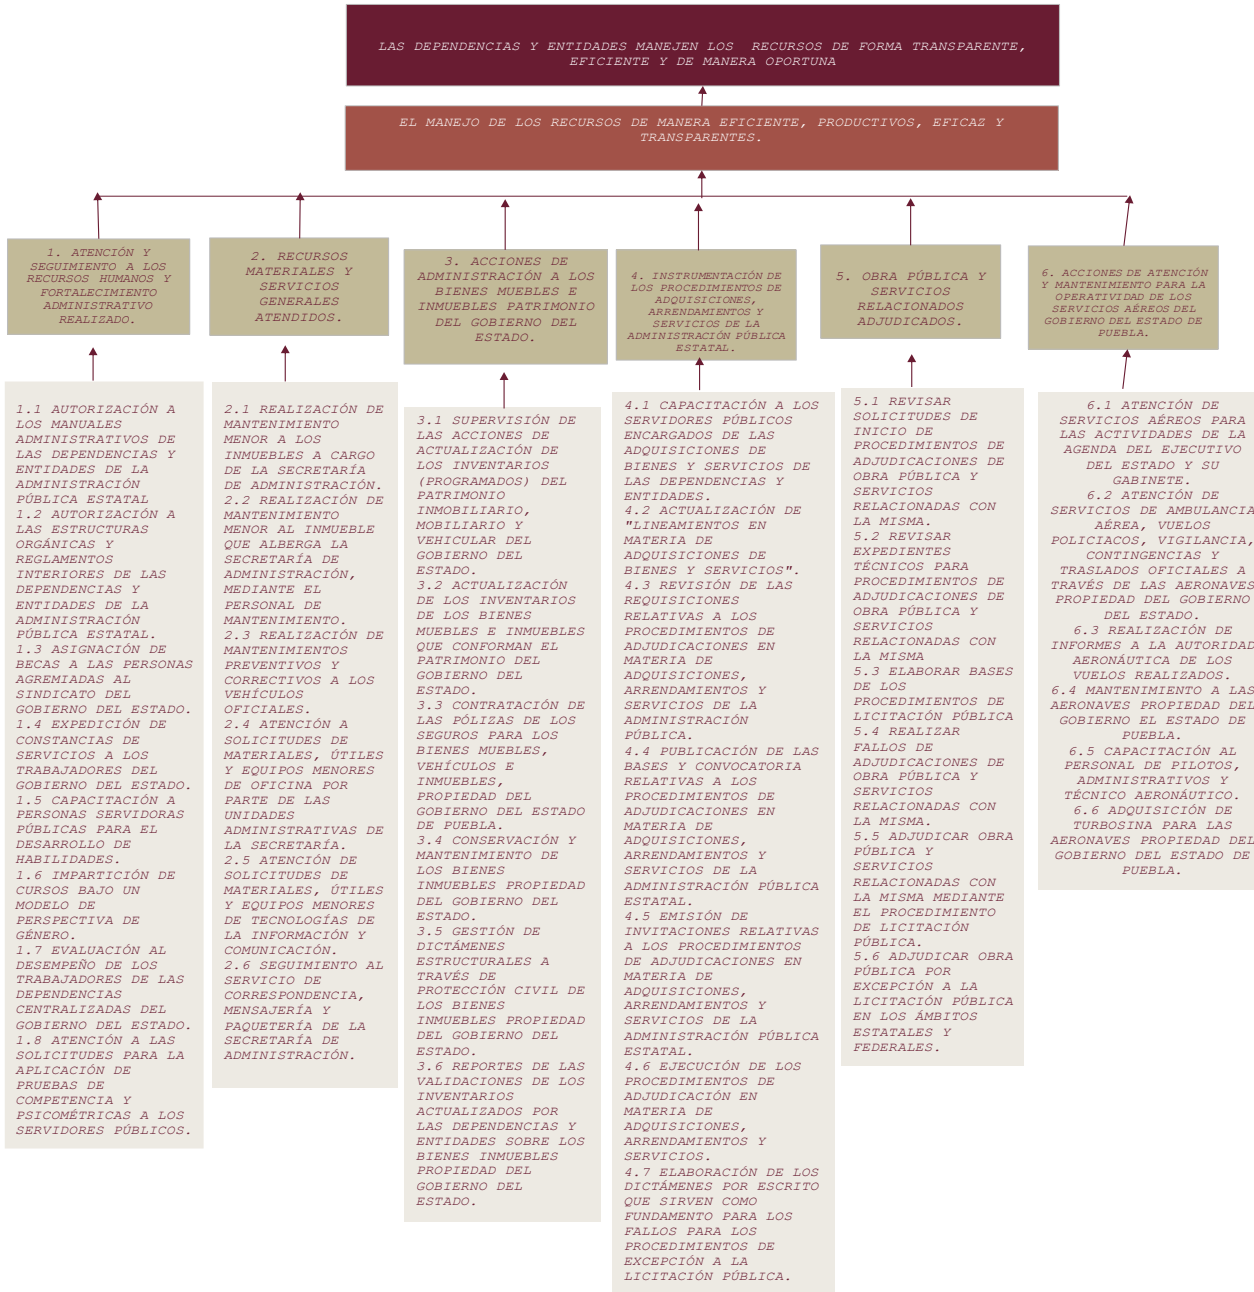 LAS DEPENDENCIAS Y ENTIDADES MANEJEN LOS RECURSOS DE FORMA TRANSPARENTE,
EFICIENTE Y DE MANERA OPORTUNA
EL MANEJO DE LOS RECURSOS DE MANERA EFICIENTE, PRODUCTIVOS, EFICAZ Y
TRANSPARENTES.
1. ATENCIÓN Y
SEGUIMIENTO A LOS
RECURSOS HUMANOS Y
FORTALECIMIENTO
ADMINISTRATIVO
REALIZADO.
2. RECURSOS
MATERIALES Y
SERVICIOS
GENERALES
ATENDIDOS.
3. ACCIONES DE
ADMINISTRACIÓN A LOS
BIENES MUEBLES E
INMUEBLES PATRIMONIO
DEL GOBIERNO DEL
ESTADO.
4. INSTRUMENTACIÓN DE
LOS PROCEDIMIENTOS DE
ADQUISICIONES,
ARRENDAMIENTOS Y
SERVICIOS DE LA
ADMINISTRACIÓN PÚBLICA
ESTATAL.
5. OBRA PÚBLICA Y
SERVICIOS
RELACIONADOS
ADJUDICADOS.
6. ACCIONES DE ATENCIÓN
Y MANTENIMIENTO PARA LA
OPERATIVIDAD DE LOS
SERVICIOS AÉREOS DEL
GOBIERNO DEL ESTADO DE
PUEBLA.
1.1 AUTORIZACIÓN A
LOS MANUALES
ADMINISTRATIVOS DE
LAS DEPENDENCIAS Y
ENTIDADES DE LA
ADMINISTRACIÓN
PÚBLICA ESTATAL
1.2 AUTORIZACIÓN A
LAS ESTRUCTURAS
ORGÁNICAS Y
REGLAMENTOS
INTERIORES DE LAS
DEPENDENCIAS Y
ENTIDADES DE LA
ADMINISTRACIÓN
PÚBLICA ESTATAL.
1.3 ASIGNACIÓN DE
BECAS A LAS PERSONAS
AGREMIADAS AL
SINDICATO DEL
GOBIERNO DEL ESTADO.
1.4 EXPEDICIÓN DE
CONSTANCIAS DE
SERVICIOS A LOS
TRABAJADORES DEL
GOBIERNO DEL ESTADO.
1.5 CAPACITACIÓN A
PERSONAS SERVIDORAS
PÚBLICAS PARA EL
DESARROLLO DE
HABILIDADES.
1.6 IMPARTICIÓN DE
CURSOS BAJO UN
MODELO DE
PERSPECTIVA DE
GÉNERO.
1.7 EVALUACIÓN AL
DESEMPEÑO DE LOS
TRABAJADORES DE LAS
DEPENDENCIAS
CENTRALIZADAS DEL
GOBIERNO DEL ESTADO.
1.8 ATENCIÓN A LAS
SOLICITUDES PARA LA
APLICACIÓN DE
PRUEBAS DE
COMPETENCIA Y
PSICOMÉTRICAS A LOS
SERVIDORES PÚBLICOS.
2.1 REALIZACIÓN DE
MANTENIMIENTO
MENOR A LOS
INMUEBLES A CARGO
DE LA SECRETARÍA
DE ADMINISTRACIÓN.
2.2 REALIZACIÓN DE
MANTENIMIENTO
MENOR AL INMUEBLE
QUE ALBERGA LA
SECRETARÍA DE
ADMINISTRACIÓN,
MEDIANTE EL
PERSONAL DE
MANTENIMIENTO.
2.3 REALIZACIÓN DE
MANTENIMIENTOS
PREVENTIVOS Y
CORRECTIVOS A LOS
VEHÍCULOS
OFICIALES.
2.4 ATENCIÓN A
SOLICITUDES DE
MATERIALES, ÚTILES
Y EQUIPOS MENORES
DE OFICINA POR
PARTE DE LAS
UNIDADES
ADMINISTRATIVAS DE
LA SECRETARÍA.
2.5 ATENCIÓN DE
SOLICITUDES DE
MATERIALES, ÚTILES
Y EQUIPOS MENORES
DE TECNOLOGÍAS DE
LA INFORMACIÓN Y
COMUNICACIÓN.
2.6 SEGUIMIENTO AL
SERVICIO DE
CORRESPONDENCIA,
MENSAJERÍA Y
PAQUETERÍA DE LA
SECRETARÍA DE
ADMINISTRACIÓN.
3.1 SUPERVISIÓN DE
LAS ACCIONES DE
ACTUALIZACIÓN DE
LOS INVENTARIOS
(PROGRAMADOS) DEL
PATRIMONIO
INMOBILIARIO,
MOBILIARIO Y
VEHICULAR DEL
GOBIERNO DEL
ESTADO.
3.2 ACTUALIZACIÓN
DE LOS INVENTARIOS
DE LOS BIENES
MUEBLES E INMUEBLES
QUE CONFORMAN EL
PATRIMONIO DEL
GOBIERNO DEL
ESTADO.
3.3 CONTRATACIÓN DE
LAS PÓLIZAS DE LOS
SEGUROS PARA LOS
BIENES MUEBLES,
VEHÍCULOS E
INMUEBLES,
PROPIEDAD DEL
GOBIERNO DEL ESTADO
DE PUEBLA.
3.4 CONSERVACIÓN Y
MANTENIMIENTO DE
LOS BIENES
INMUEBLES PROPIEDAD
DEL GOBIERNO DEL
ESTADO.
3.5 GESTIÓN DE
DICTÁMENES
ESTRUCTURALES A
TRAVÉS DE
PROTECCIÓN CIVIL DE
LOS BIENES
INMUEBLES PROPIEDAD
DEL GOBIERNO DEL
ESTADO.
3.6 REPORTES DE LAS
VALIDACIONES DE LOS
INVENTARIOS
ACTUALIZADOS POR
LAS DEPENDENCIAS Y
ENTIDADES SOBRE LOS
BIENES INMUEBLES
PROPIEDAD DEL
GOBIERNO DEL
ESTADO.
4.1 CAPACITACIÓN A LOS
SERVIDORES PÚBLICOS
ENCARGADOS DE LAS
ADQUISICIONES DE
BIENES Y SERVICIOS DE
LAS DEPENDENCIAS Y
ENTIDADES.
4.2 ACTUALIZACIÓN DE
"LINEAMIENTOS EN
MATERIA DE
ADQUISICIONES DE
BIENES Y SERVICIOS".
4.3 REVISIÓN DE LAS
REQUISICIONES
RELATIVAS A LOS
PROCEDIMIENTOS DE
ADJUDICACIONES EN
MATERIA DE
ADQUISICIONES,
ARRENDAMIENTOS Y
SERVICIOS DE LA
ADMINISTRACIÓN
PÚBLICA.
4.4 PUBLICACIÓN DE LAS
BASES Y CONVOCATORIA
RELATIVAS A LOS
PROCEDIMIENTOS DE
ADJUDICACIONES EN
MATERIA DE
ADQUISICIONES,
ARRENDAMIENTOS Y
SERVICIOS DE LA
ADMINISTRACIÓN PÚBLICA
ESTATAL.
4.5 EMISIÓN DE
INVITACIONES RELATIVAS
A LOS PROCEDIMIENTOS
DE ADJUDICACIONES EN
MATERIA DE
ADQUISICIONES,
ARRENDAMIENTOS Y
SERVICIOS DE LA
ADMINISTRACIÓN PÚBLICA
ESTATAL.
4.6 EJECUCIÓN DE LOS
PROCEDIMIENTOS DE
ADJUDICACIÓN EN
MATERIA DE
ADQUISICIONES,
ARRENDAMIENTOS Y
SERVICIOS.
4.7 ELABORACIÓN DE LOS
DICTÁMENES POR ESCRITO
QUE SIRVEN COMO
FUNDAMENTO PARA LOS
FALLOS PARA LOS
PROCEDIMIENTOS DE
EXCEPCIÓN A LA
LICITACIÓN PÚBLICA.
5.1 REVISAR
SOLICITUDES DE
INICIO DE
PROCEDIMIENTOS DE
ADJUDICACIONES DE
OBRA PÚBLICA Y
SERVICIOS
RELACIONADAS CON
LA MISMA.
5.2 REVISAR
EXPEDIENTES
TÉCNICOS PARA
PROCEDIMIENTOS DE
ADJUDICACIONES DE
OBRA PÚBLICA Y
SERVICIOS
RELACIONADAS CON
LA MISMA
5.3 ELABORAR BASES
DE LOS
PROCEDIMIENTOS DE
LICITACIÓN PÚBLICA
5.4 REALIZAR
FALLOS DE
ADJUDICACIONES DE
OBRA PÚBLICA Y
SERVICIOS
RELACIONADAS CON
LA MISMA.
5.5 ADJUDICAR OBRA
PÚBLICA Y
SERVICIOS
RELACIONADAS CON
LA MISMA MEDIANTE
EL PROCEDIMIENTO
DE LICITACIÓN
PÚBLICA.
5.6 ADJUDICAR OBRA
PÚBLICA POR
EXCEPCIÓN A LA
LICITACIÓN PÚBLICA
EN LOS ÁMBITOS
ESTATALES Y
FEDERALES.
6.1 ATENCIÓN DE
SERVICIOS AÉREOS PARA
LAS ACTIVIDADES DE LA
AGENDA DEL EJECUTIVO
DEL ESTADO Y SU
GABINETE.
6.2 ATENCIÓN DE
SERVICIOS DE AMBULANCIA
AÉREA, VUELOS
POLICIACOS, VIGILANCIA,
CONTINGENCIAS Y
TRASLADOS OFICIALES A
TRAVÉS DE LAS AERONAVES
PROPIEDAD DEL GOBIERNO
DEL ESTADO.
6.3 REALIZACIÓN DE
INFORMES A LA AUTORIDAD
AERONÁUTICA DE LOS
VUELOS REALIZADOS.
6.4 MANTENIMIENTO A LAS
AERONAVES PROPIEDAD DEL
GOBIERNO EL ESTADO DE
PUEBLA.
6.5 CAPACITACIÓN AL
PERSONAL DE PILOTOS,
ADMINISTRATIVOS Y
TÉCNICO AERONÁUTICO.
6.6 ADQUISICIÓN DE
TURBOSINA PARA LAS
AERONAVES PROPIEDAD DEL
GOBIERNO DEL ESTADO DE
PUEBLA.